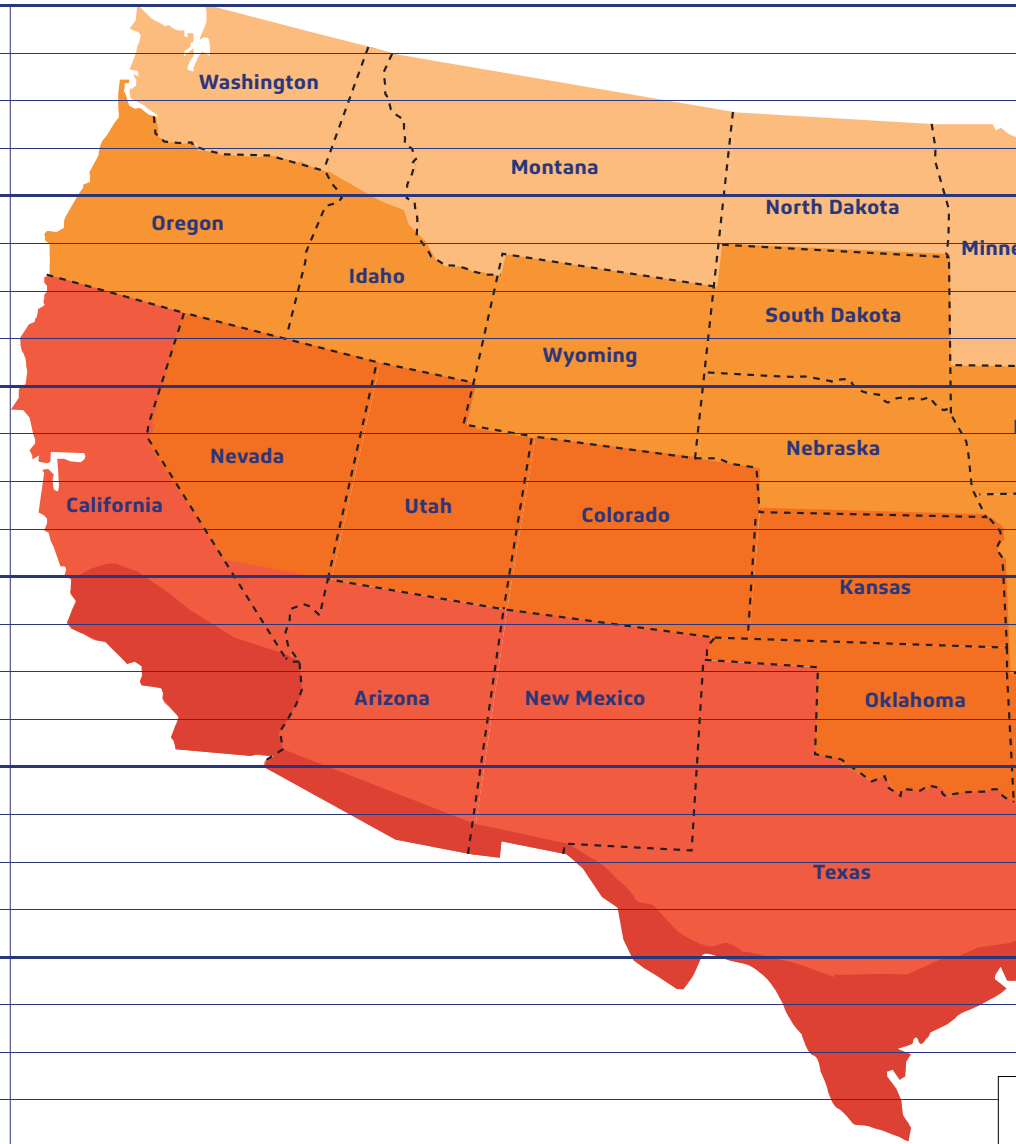 Washington
Montana
North Dakota
Oregon
Minne
Idaho
South Dakota
Wyoming
Nebraska
Nevada
California
Utah
Colorado
Kansas
Arizona
New Mexico
Oklahoma
Texas